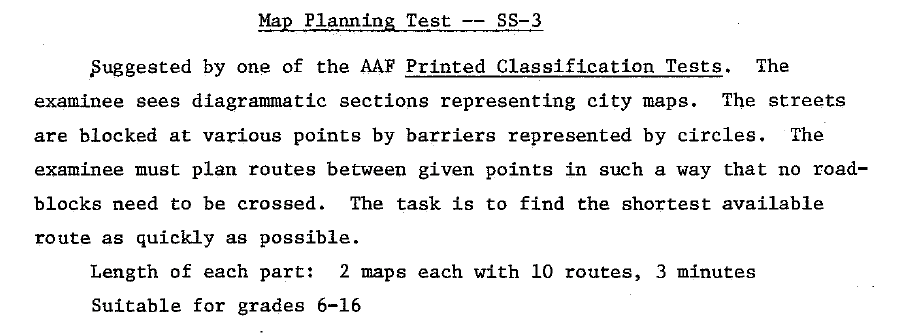 Map Planning Test -- SS-3
Suggested by one of the AAF Printed Classification Tests. The
examinee sees diagrammatic sections representing city maps. The streets
are blocked at various points by barriers represented by circles. The
examinee must plan routes between given points in such a way that no road-
blocks need to be crossed. The task is to find the shortest available
route as quickly as possible.
Length of each part: 2 maps each with 10 routes, 3 minutes
Suitable for grades 6-16